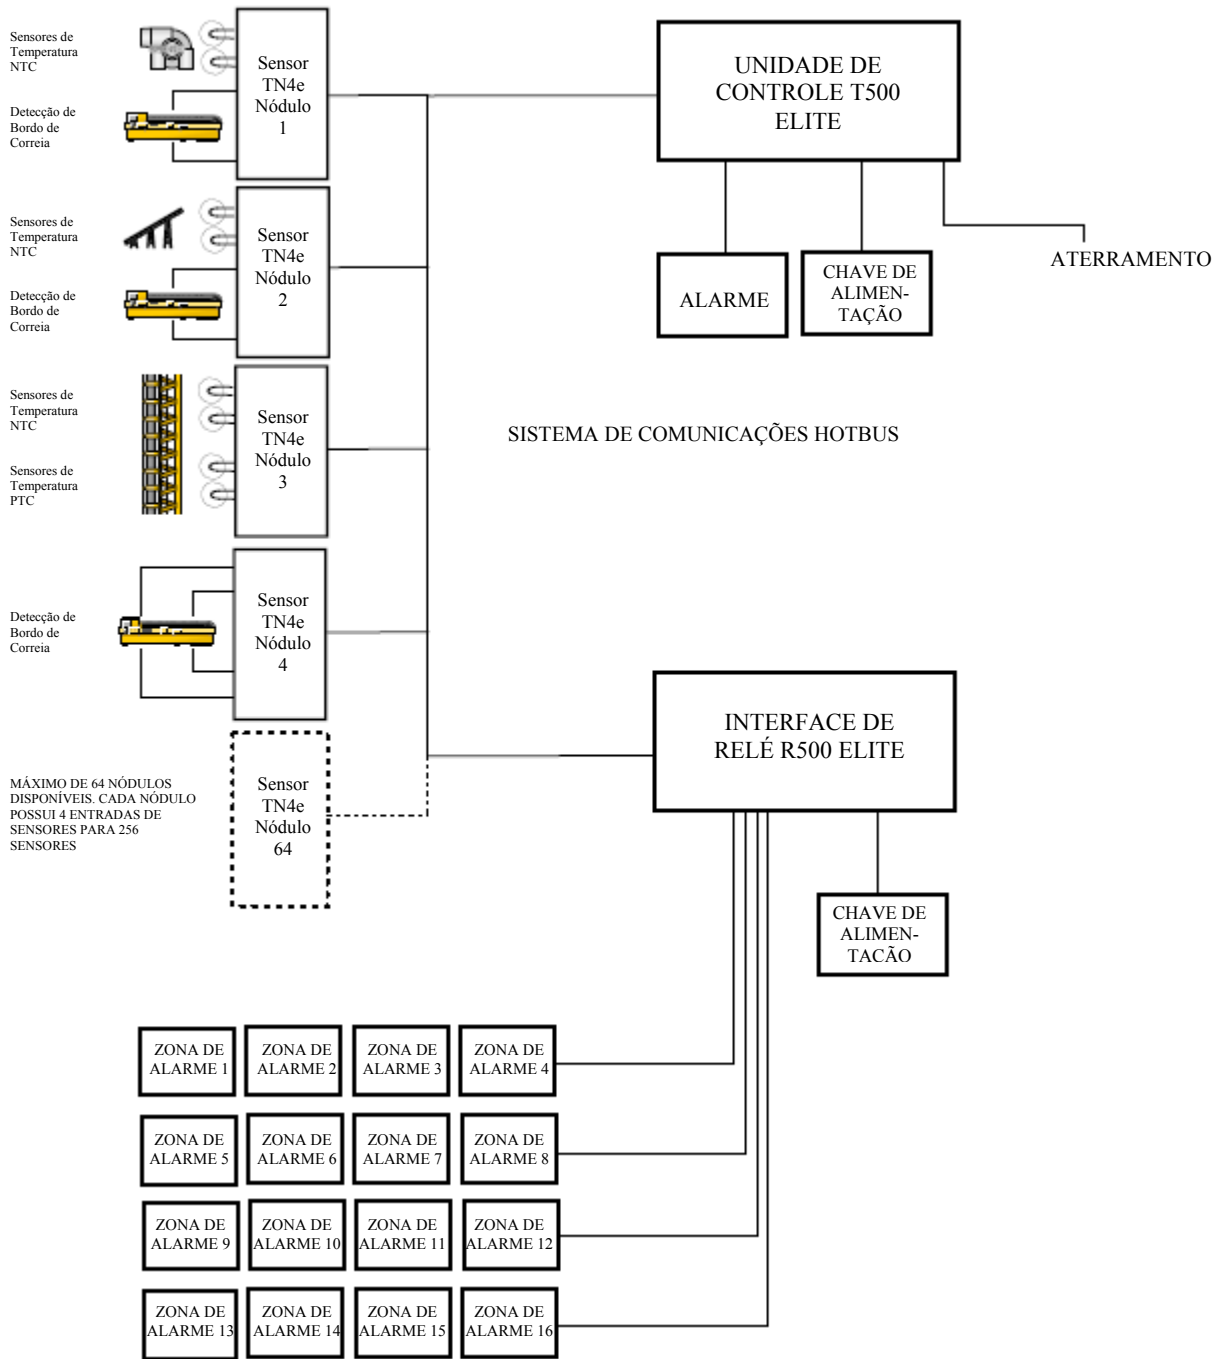 Sensores de
Temperatura
NTC
Detecção de
Bordo de
Correia
Sensor
TN4e
Nódulo
1
UNIDADE DE
CONTROLE T500
ELITE
Sensores de
Temperatura
NTC
Detecção de
Bordo de
Correia
Sensor
TN4e
Nódulo
2
ALARME
CHAVE DE
ALIMEN-
TAÇÃO
ATERRAMENTO
Sensores de
Temperatura
NTC
Sensores de
Temperatura
PTC
Sensor
TN4e
Nódulo
3
SISTEMA DE COMUNICAÇÕES HOTBUS
Detecção de
Bordo de
Correia
Sensor
TN4e
Nódulo
4
INTERFACE DE
RELÉ R500 ELITE
MÁXIMO DE 64 NÓDULOS
DISPONÍVEIS. CADA NÓDULO
POSSUI 4 ENTRADAS DE
SENSORES PARA 256
SENSORES
Sensor
TN4e
Nódulo
64
CHAVE DE
ALIMEN-
TACÃO
ZONA DE
ALARME 1
ZONA DE
ALARME 2
ZONA DE
ALARME 3
ZONA DE
ALARME 4
ZONA DE
ALARME 5
ZONA DE
ALARME 6
ZONA DE
ALARME 7
ZONA DE
ALARME 8
ZONA DE
ALARME 9
ZONA DE
ALARME 10
ZONA DE
ALARME 11
ZONA DE
ALARME 12
ZONA DE
ALARME 13
ZONA DE
ALARME 14
ZONA DE
ALARME 15
ZONA DE
ALARME 16